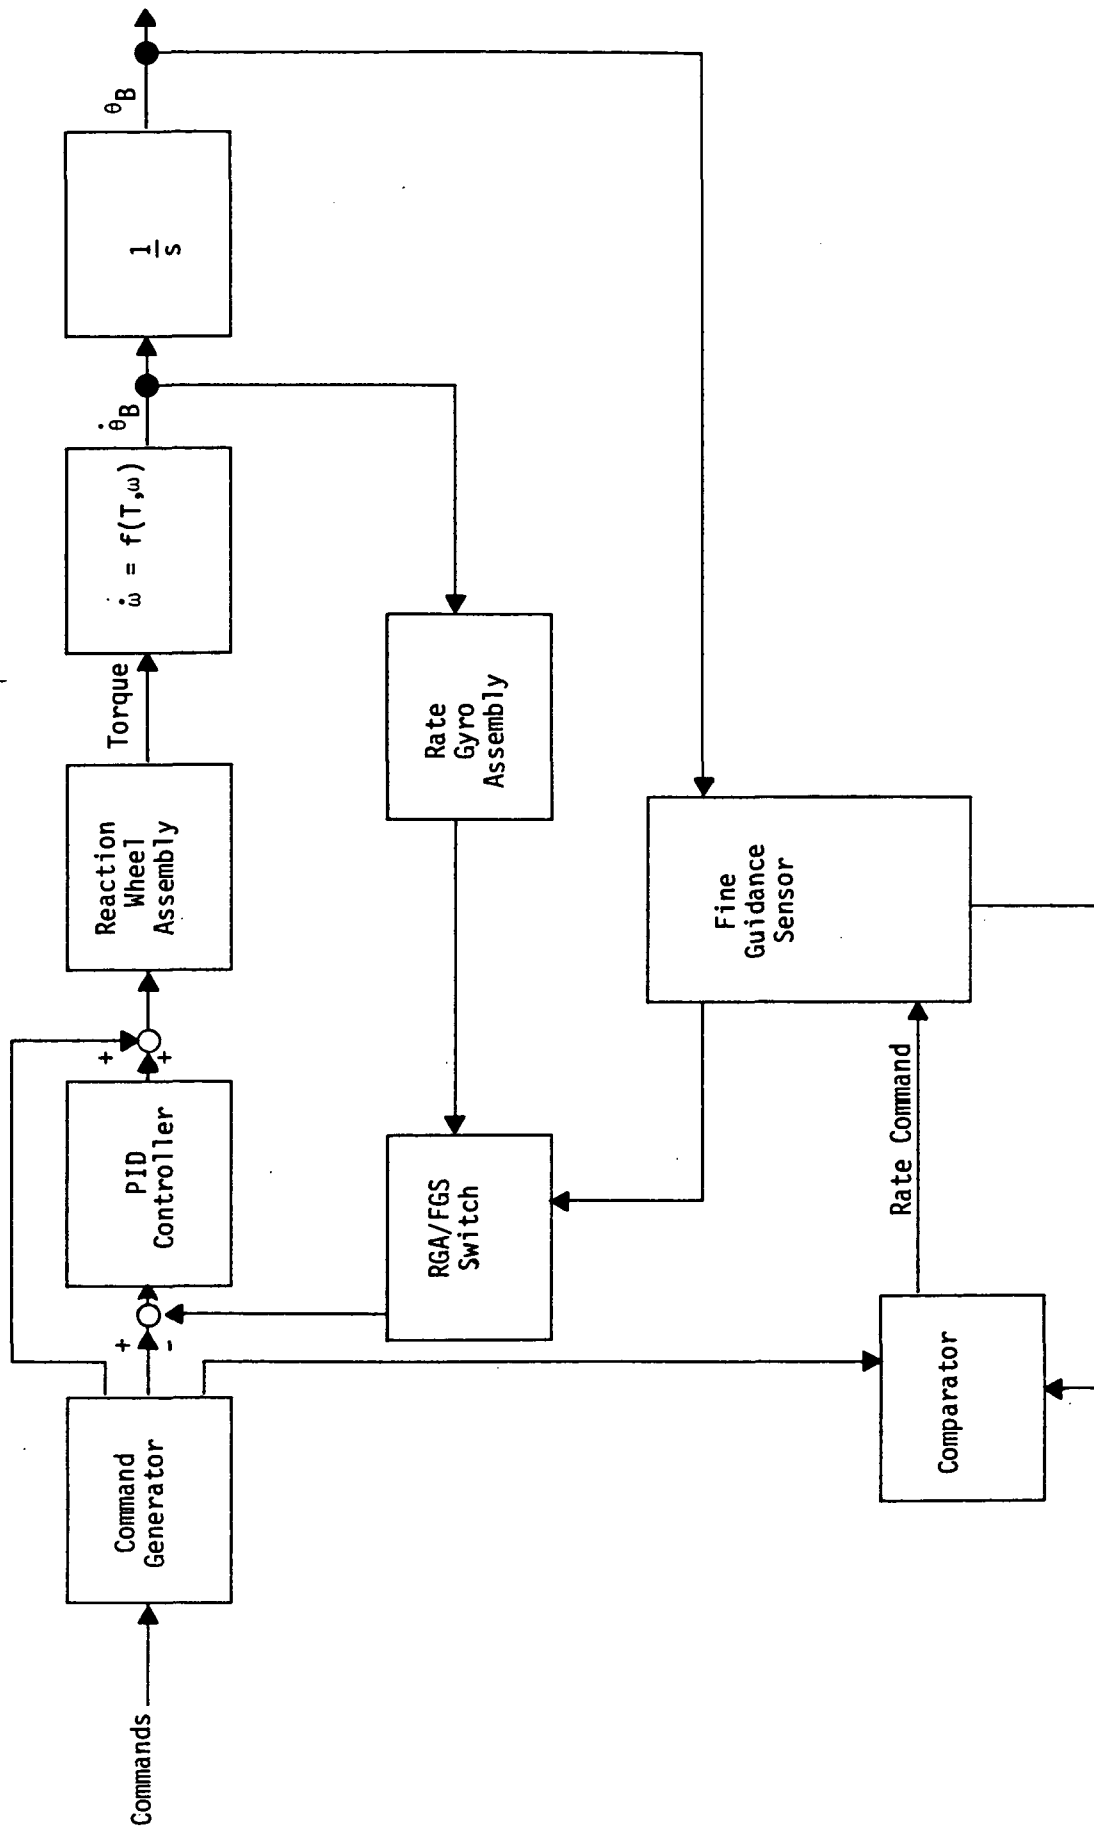 Commands
Command
Generator
+
-
PID
Controller
+
+
Reaction
Wheel
Assembly
Torque
ω̇ = f(T,ω)
θ̇B
1
s
θB
RGA/FGS
Switch
Rate
Gyro
Assembly
Comparator
Rate Command
Fine
Guidance
Sensor